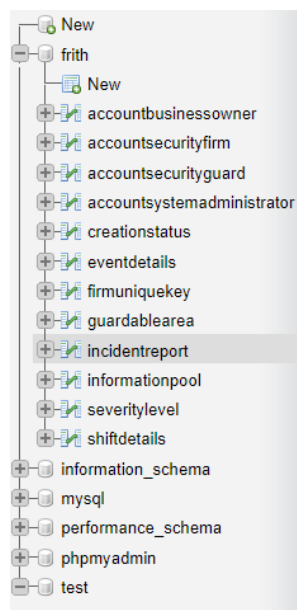 New
frith
New
accountbusinessowner
accountsecurityfirm
accountsecurityguard
accountsystemadministrator
creationstatus
eventdetails
firmuniquekey
guardablearea
incidentreport
informationpool
severitylevel
shiftdetails
information_schema
mysql
performance_schema
phpmyadmin
test